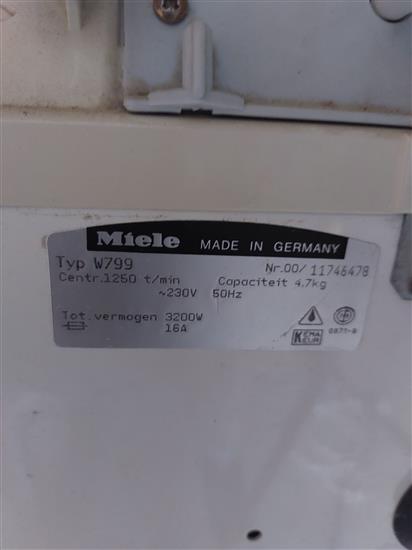 Miele MADE IN GERMANY
Typ W799 Nr.00/ 11746478
Centr.1250 t/min Capaciteit 4.7kg
~230V 50Hz
Tot.vermogen 3200W
16A
KEMA
KEUR